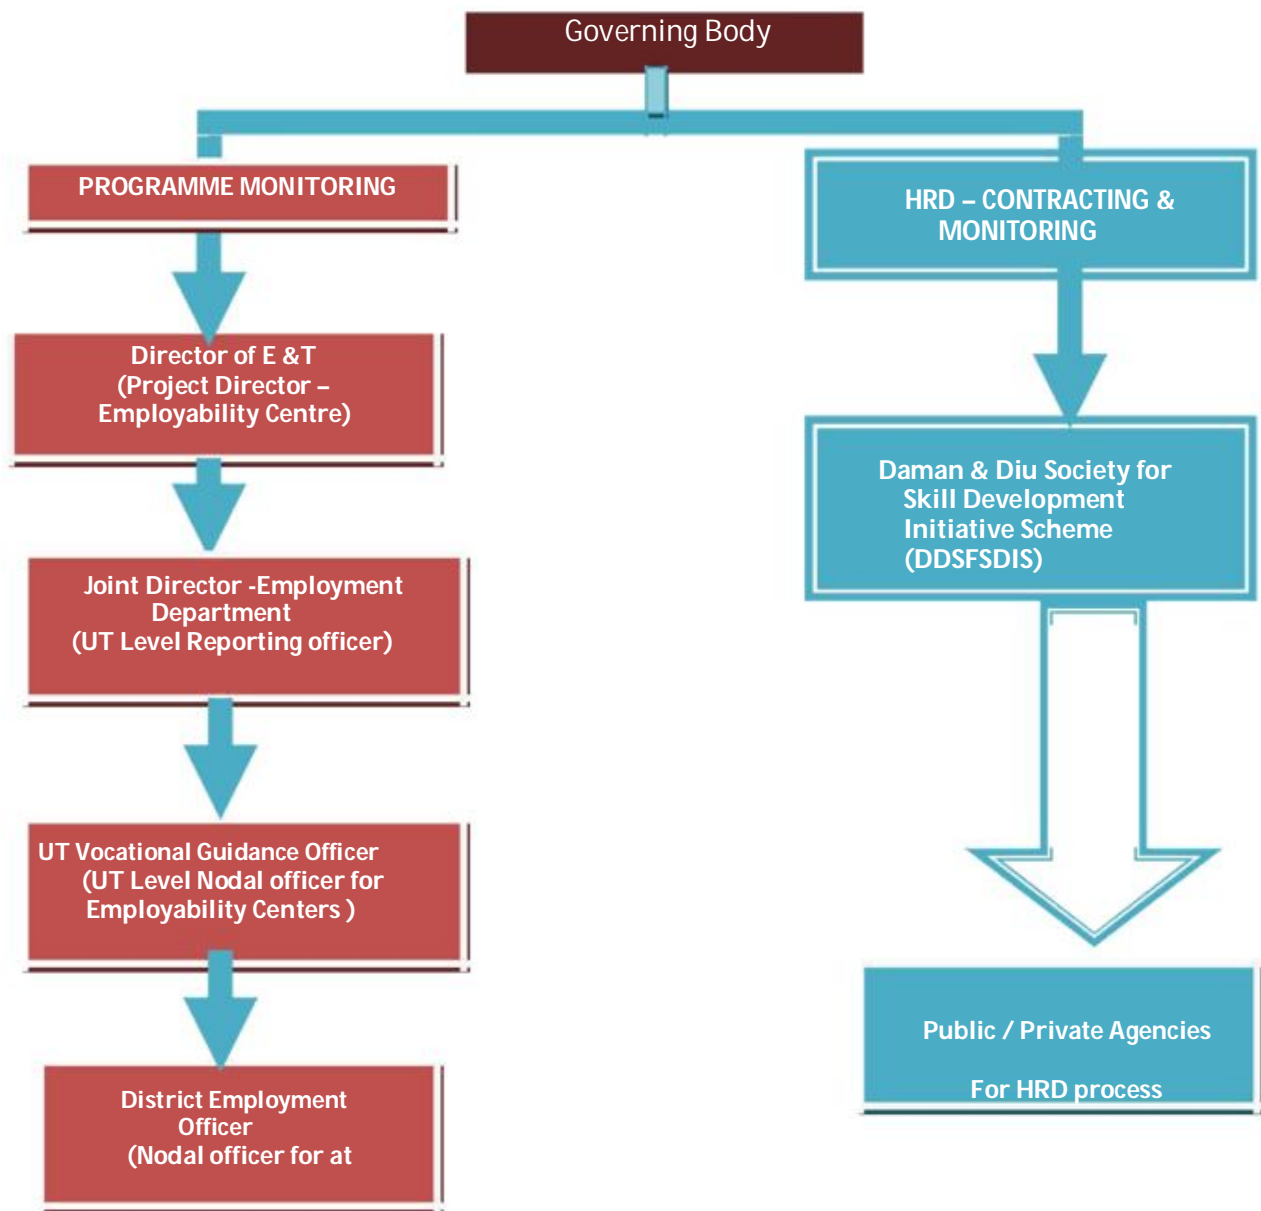 Governing Body
PROGRAMME MONITORING
Director of E &T
(Project Director –
Employability Centre)
Joint Director -Employment
Department
(UT Level Reporting officer)
UT Vocational Guidance Officer
(UT Level Nodal officer for
Employability Centers )
District Employment
Officer
(Nodal officer for at
HRD – CONTRACTING &
MONITORING
Daman & Diu Society for
Skill Development
Initiative Scheme
(DDSFSDIS)
Public / Private Agencies
For HRD process